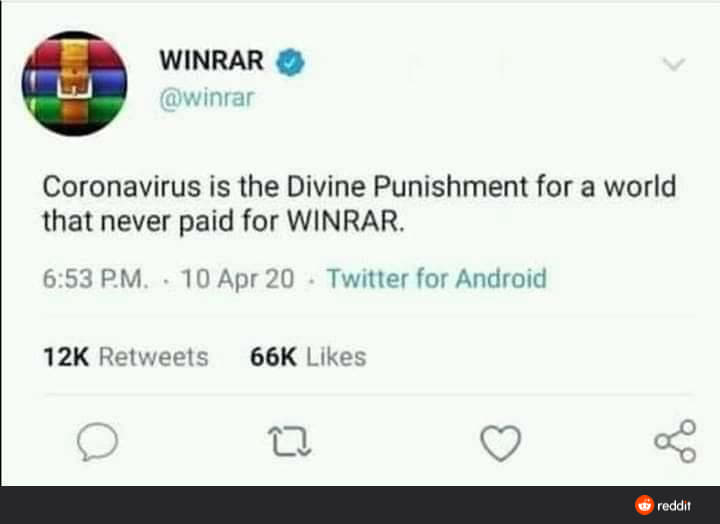 WINRAR
@winrar
Coronavirus is the Divine Punishment for a world
that never paid for WINRAR.
6:53 P.M. · 10 Apr 20 · Twitter for Android
12K Retweets 66K Likes
reddit